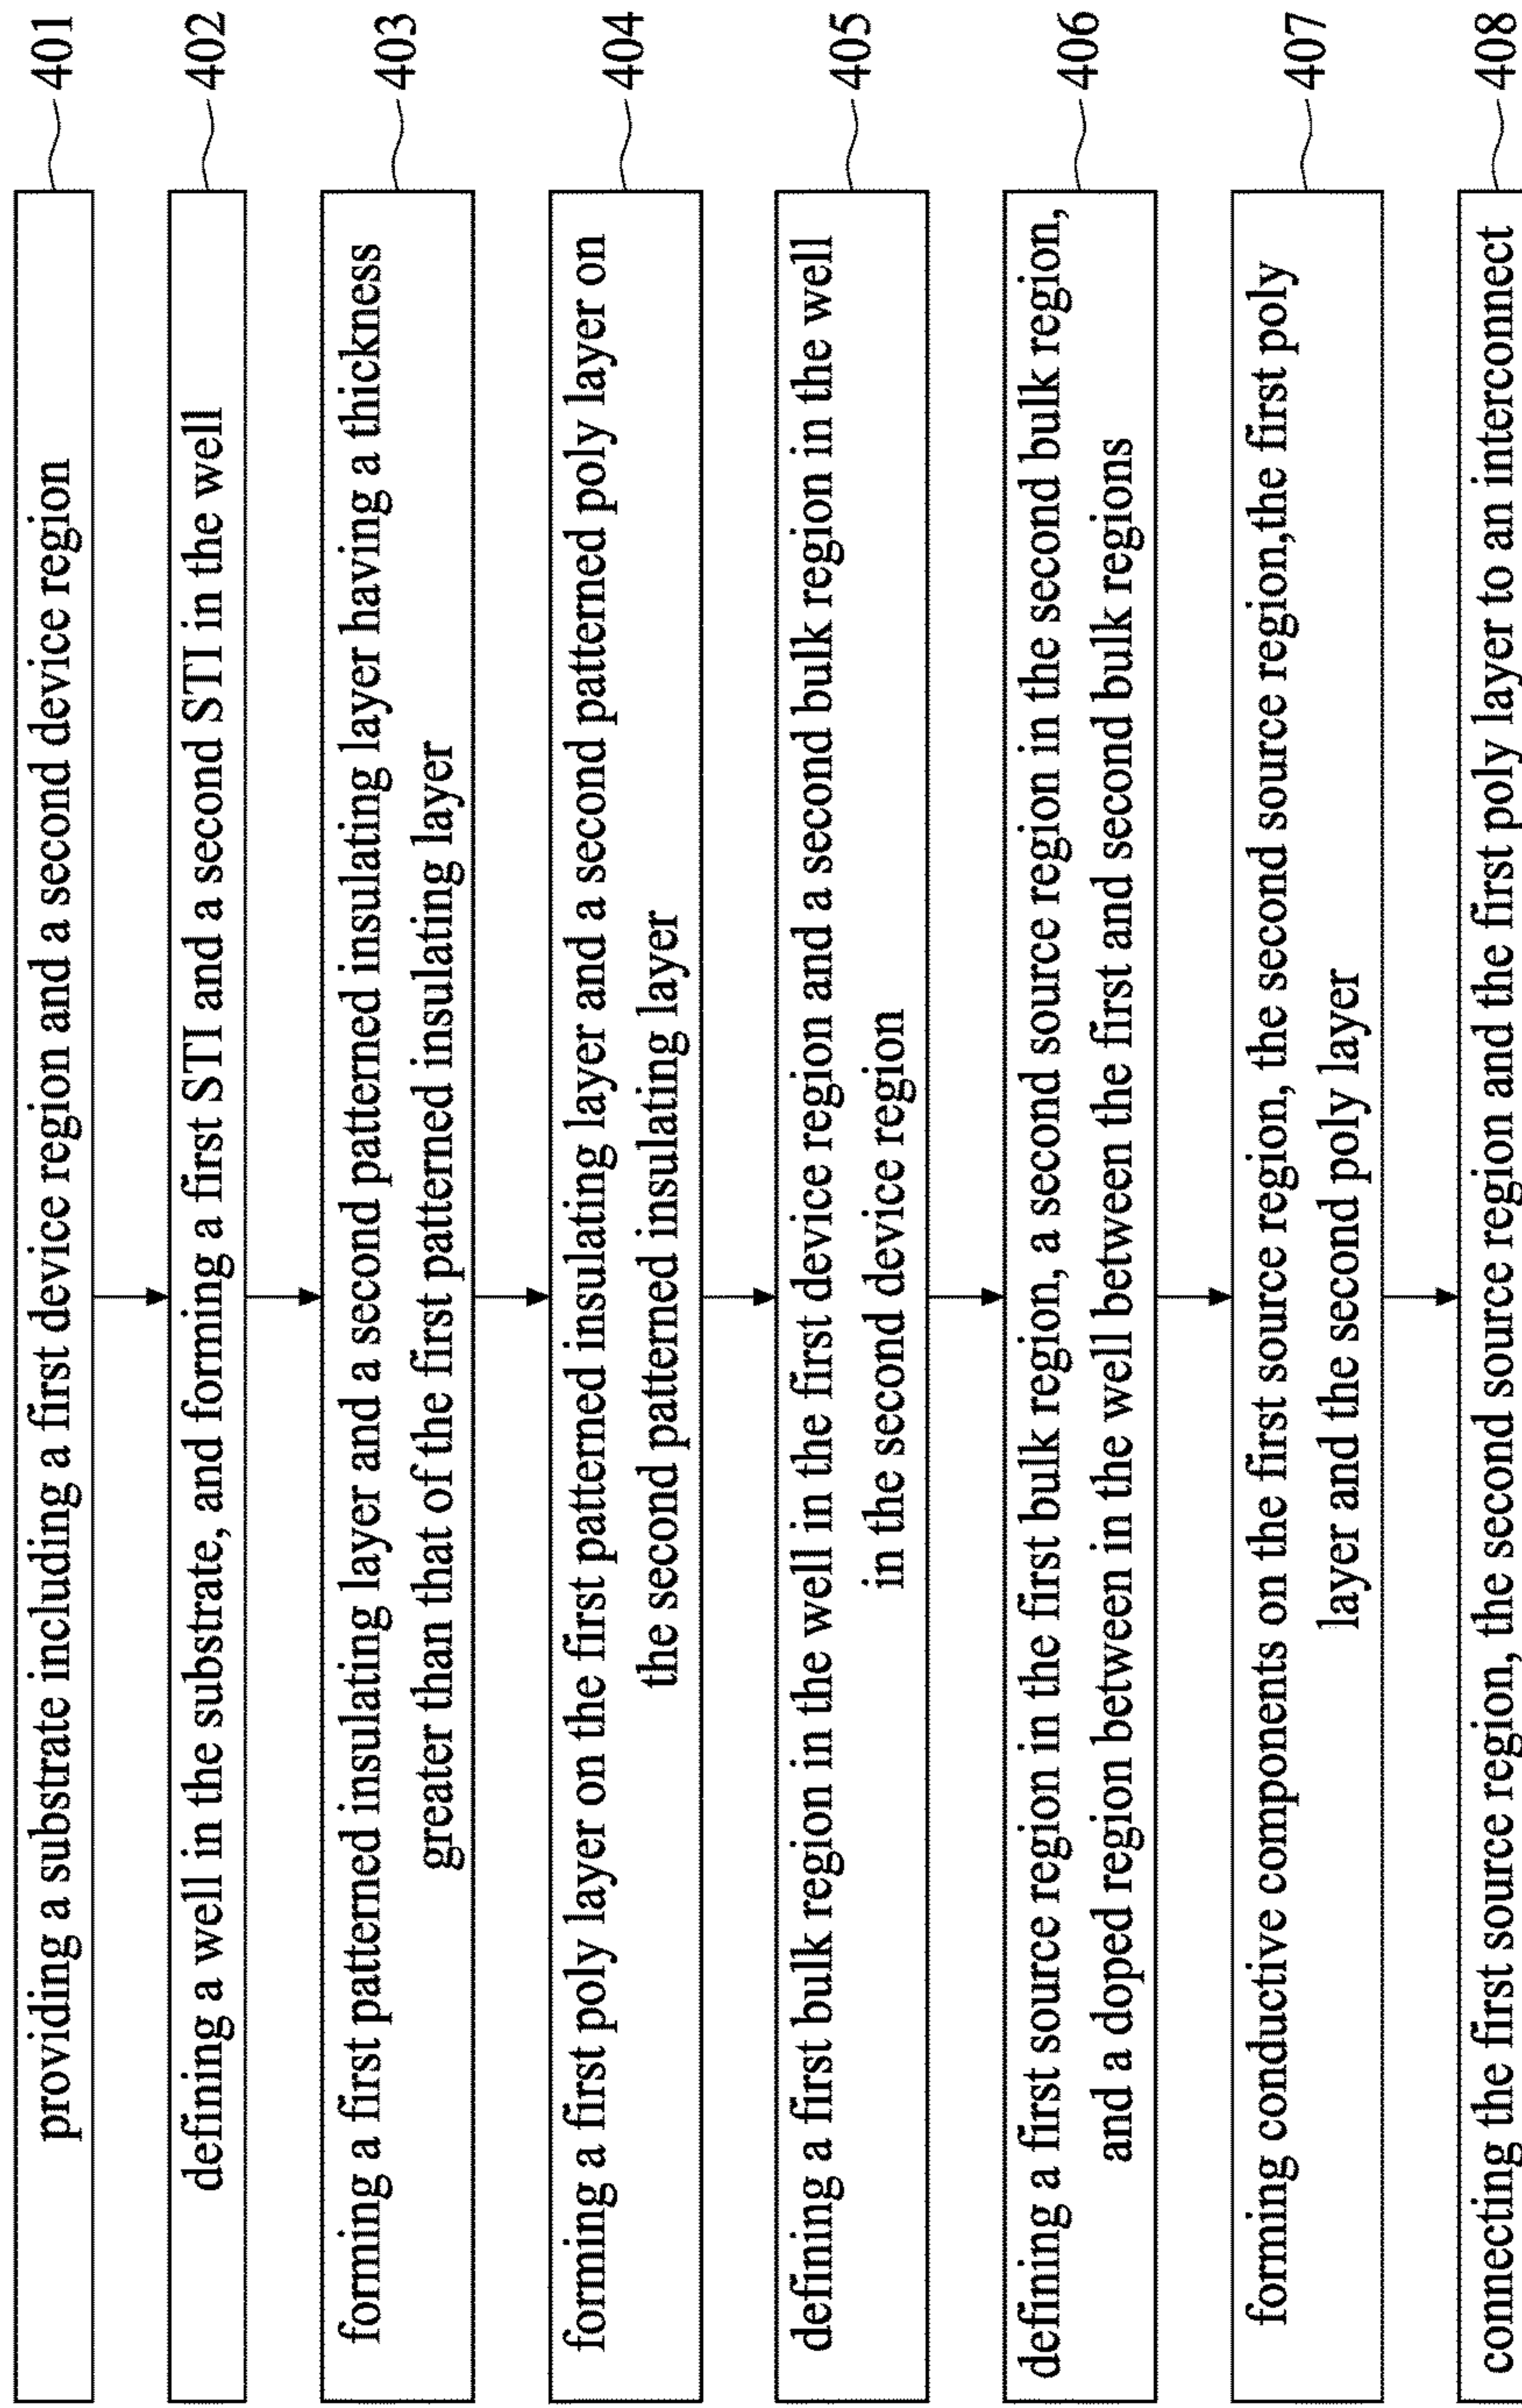 providing a substrate including a first device region and a second device region
401
defining a well in the substrate, and forming a first STI and a second STI in the well
402
forming a first patterned insulating layer and a second patterned insulating layer having a thickness
greater than that of the first patterned insulating layer
403
forming a first poly layer on the first patterned insulating layer and a second patterned poly layer on
the second patterned insulating layer
404
defining a first bulk region in the well in the first device region and a second bulk region in the well
in the second device region
405
defining a first source region in the first bulk region, a second source region in the second bulk region,
and a doped region between in the well between the first and second bulk regions
406
forming conductive components on the first source region, the second source region,the first poly
layer and the second poly layer
407
connecting the first source region, the second source region and the first poly layer to an interconnect
408